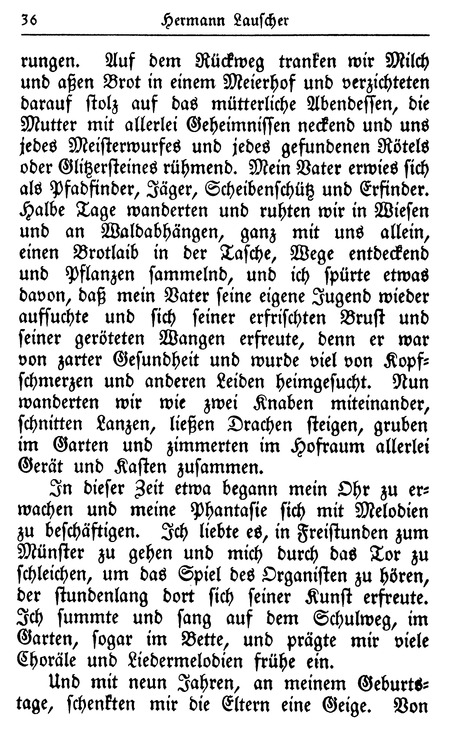 36 Hermann Lauscher
rungen. Auf dem Rückweg tranken wir Milch
und aßen Brot in einem Meierhof und verzichteten
darauf stolz auf das mütterliche Abendessen, die
Mutter mit allerlei Geheimnissen neckend und uns
jedes Meisterwurfes und jedes gefundenen Rötels
oder Glitzersteines rühmend. Mein Vater erwies sich
als Pfadfinder, Jäger, Scheibenschütz und Erfinder.
Halbe Tage wanderten und ruhten wir in Wiesen
und an Waldabhängen, ganz mit uns allein,
einen Brotlaib in der Tasche, Wege entdeckend
und Pflanzen sammelnd, und ich spürte etwas
davon, daß mein Vater seine eigene Jugend wieder
aufsuchte und sich seiner erfrischten Brust und
seiner geröteten Wangen erfreute, denn er war
von zarter Gesundheit und wurde viel von Kopf-
schmerzen und anderen Leiden heimgesucht. Nun
wanderten wir wie zwei Knaben miteinander,
schnitten Lanzen, ließen Drachen steigen, gruben
im Garten und zimmerten im Hofraum allerlei
Gerät und Kasten zusammen.
In dieser Zeit etwa begann mein Ohr zu er-
wachen und meine Phantasie sich mit Melodien
zu beschäftigen. Ich liebte es, in Freistunden zum
Münster zu gehen und mich durch das Tor zu
schleichen, um das Spiel des Organisten zu hören,
der stundenlang dort sich seiner Kunst erfreute.
Ich summte und sang auf dem Schulweg, im
Garten, sogar im Bette, und prägte mir viele
Choräle und Liedermelodien frühe ein.
Und mit neun Jahren, an meinem Geburts-
tage, schenkten mir die Eltern eine Geige. Von